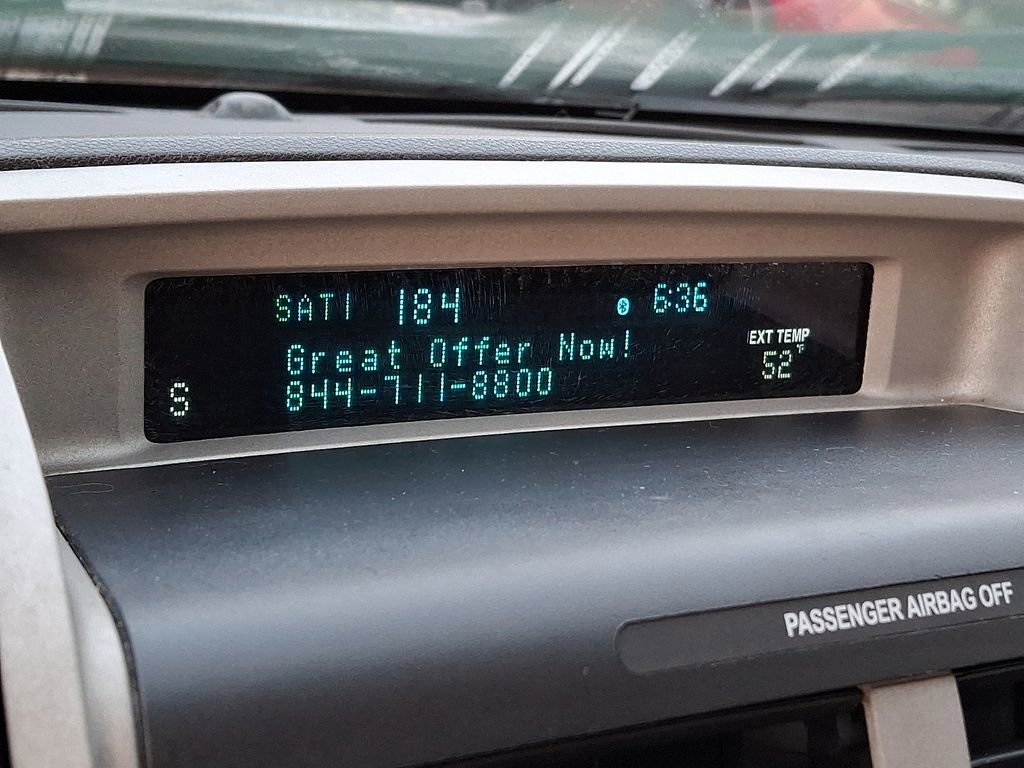 SAT1 184 6:36
Great Offer Now!
844-711-8800
EXT TEMP
52°F
S
PASSENGER AIRBAG OFF